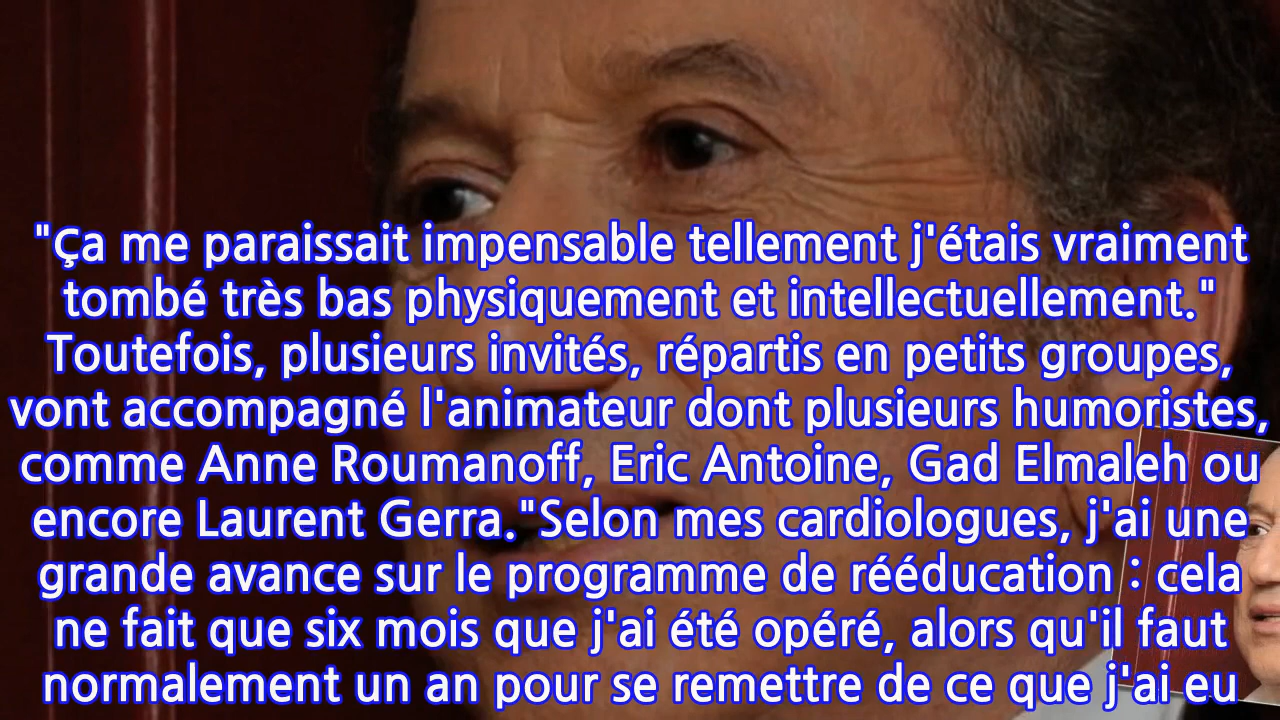 "Ça me paraissait impensable tellement j'étais vraiment
tombé très bas physiquement et intellectuellement."
Toutefois, plusieurs invités, répartis en petits groupes,
vont accompagné l'animateur dont plusieurs humoristes,
comme Anne Roumanoff, Eric Antoine, Gad Elmaleh ou
encore Laurent Gerra."Selon mes cardiologues, j'ai une
grande avance sur le programme de rééducation : cela
ne fait que six mois que j'ai été opéré, alors qu'il faut
normalement un an pour se remettre de ce que j'ai eu